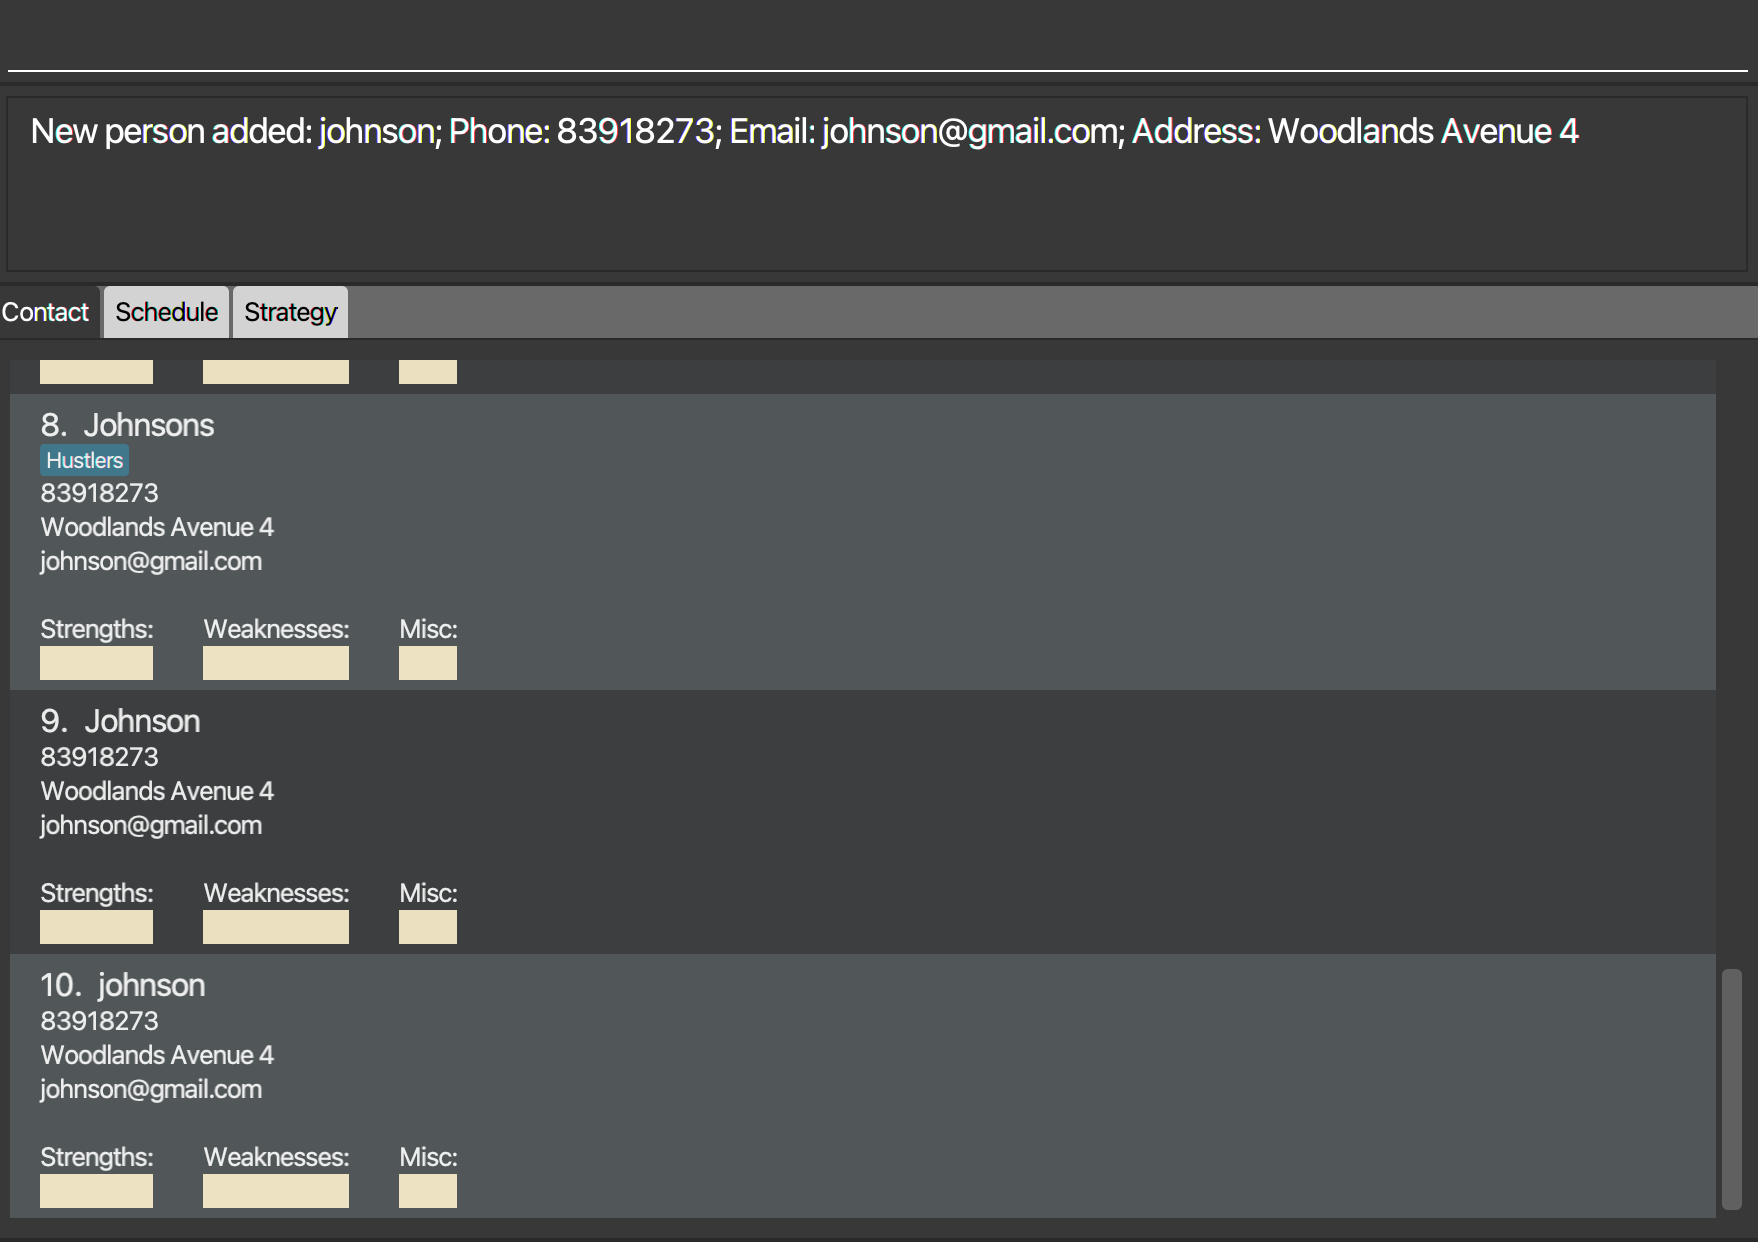 New person added: johnson; Phone: 83918273; Email: johnson@gmail.com; Address: Woodlands Avenue 4
Contact Schedule Strategy
8. Johnsons
Hustlers
83918273
Woodlands Avenue 4
johnson@gmail.com
Strengths: Weaknesses: Misc:
9. Johnson
83918273
Woodlands Avenue 4
johnson@gmail.com
Strengths: Weaknesses: Misc:
10. johnson
83918273
Woodlands Avenue 4
johnson@gmail.com
Strengths: Weaknesses: Misc: